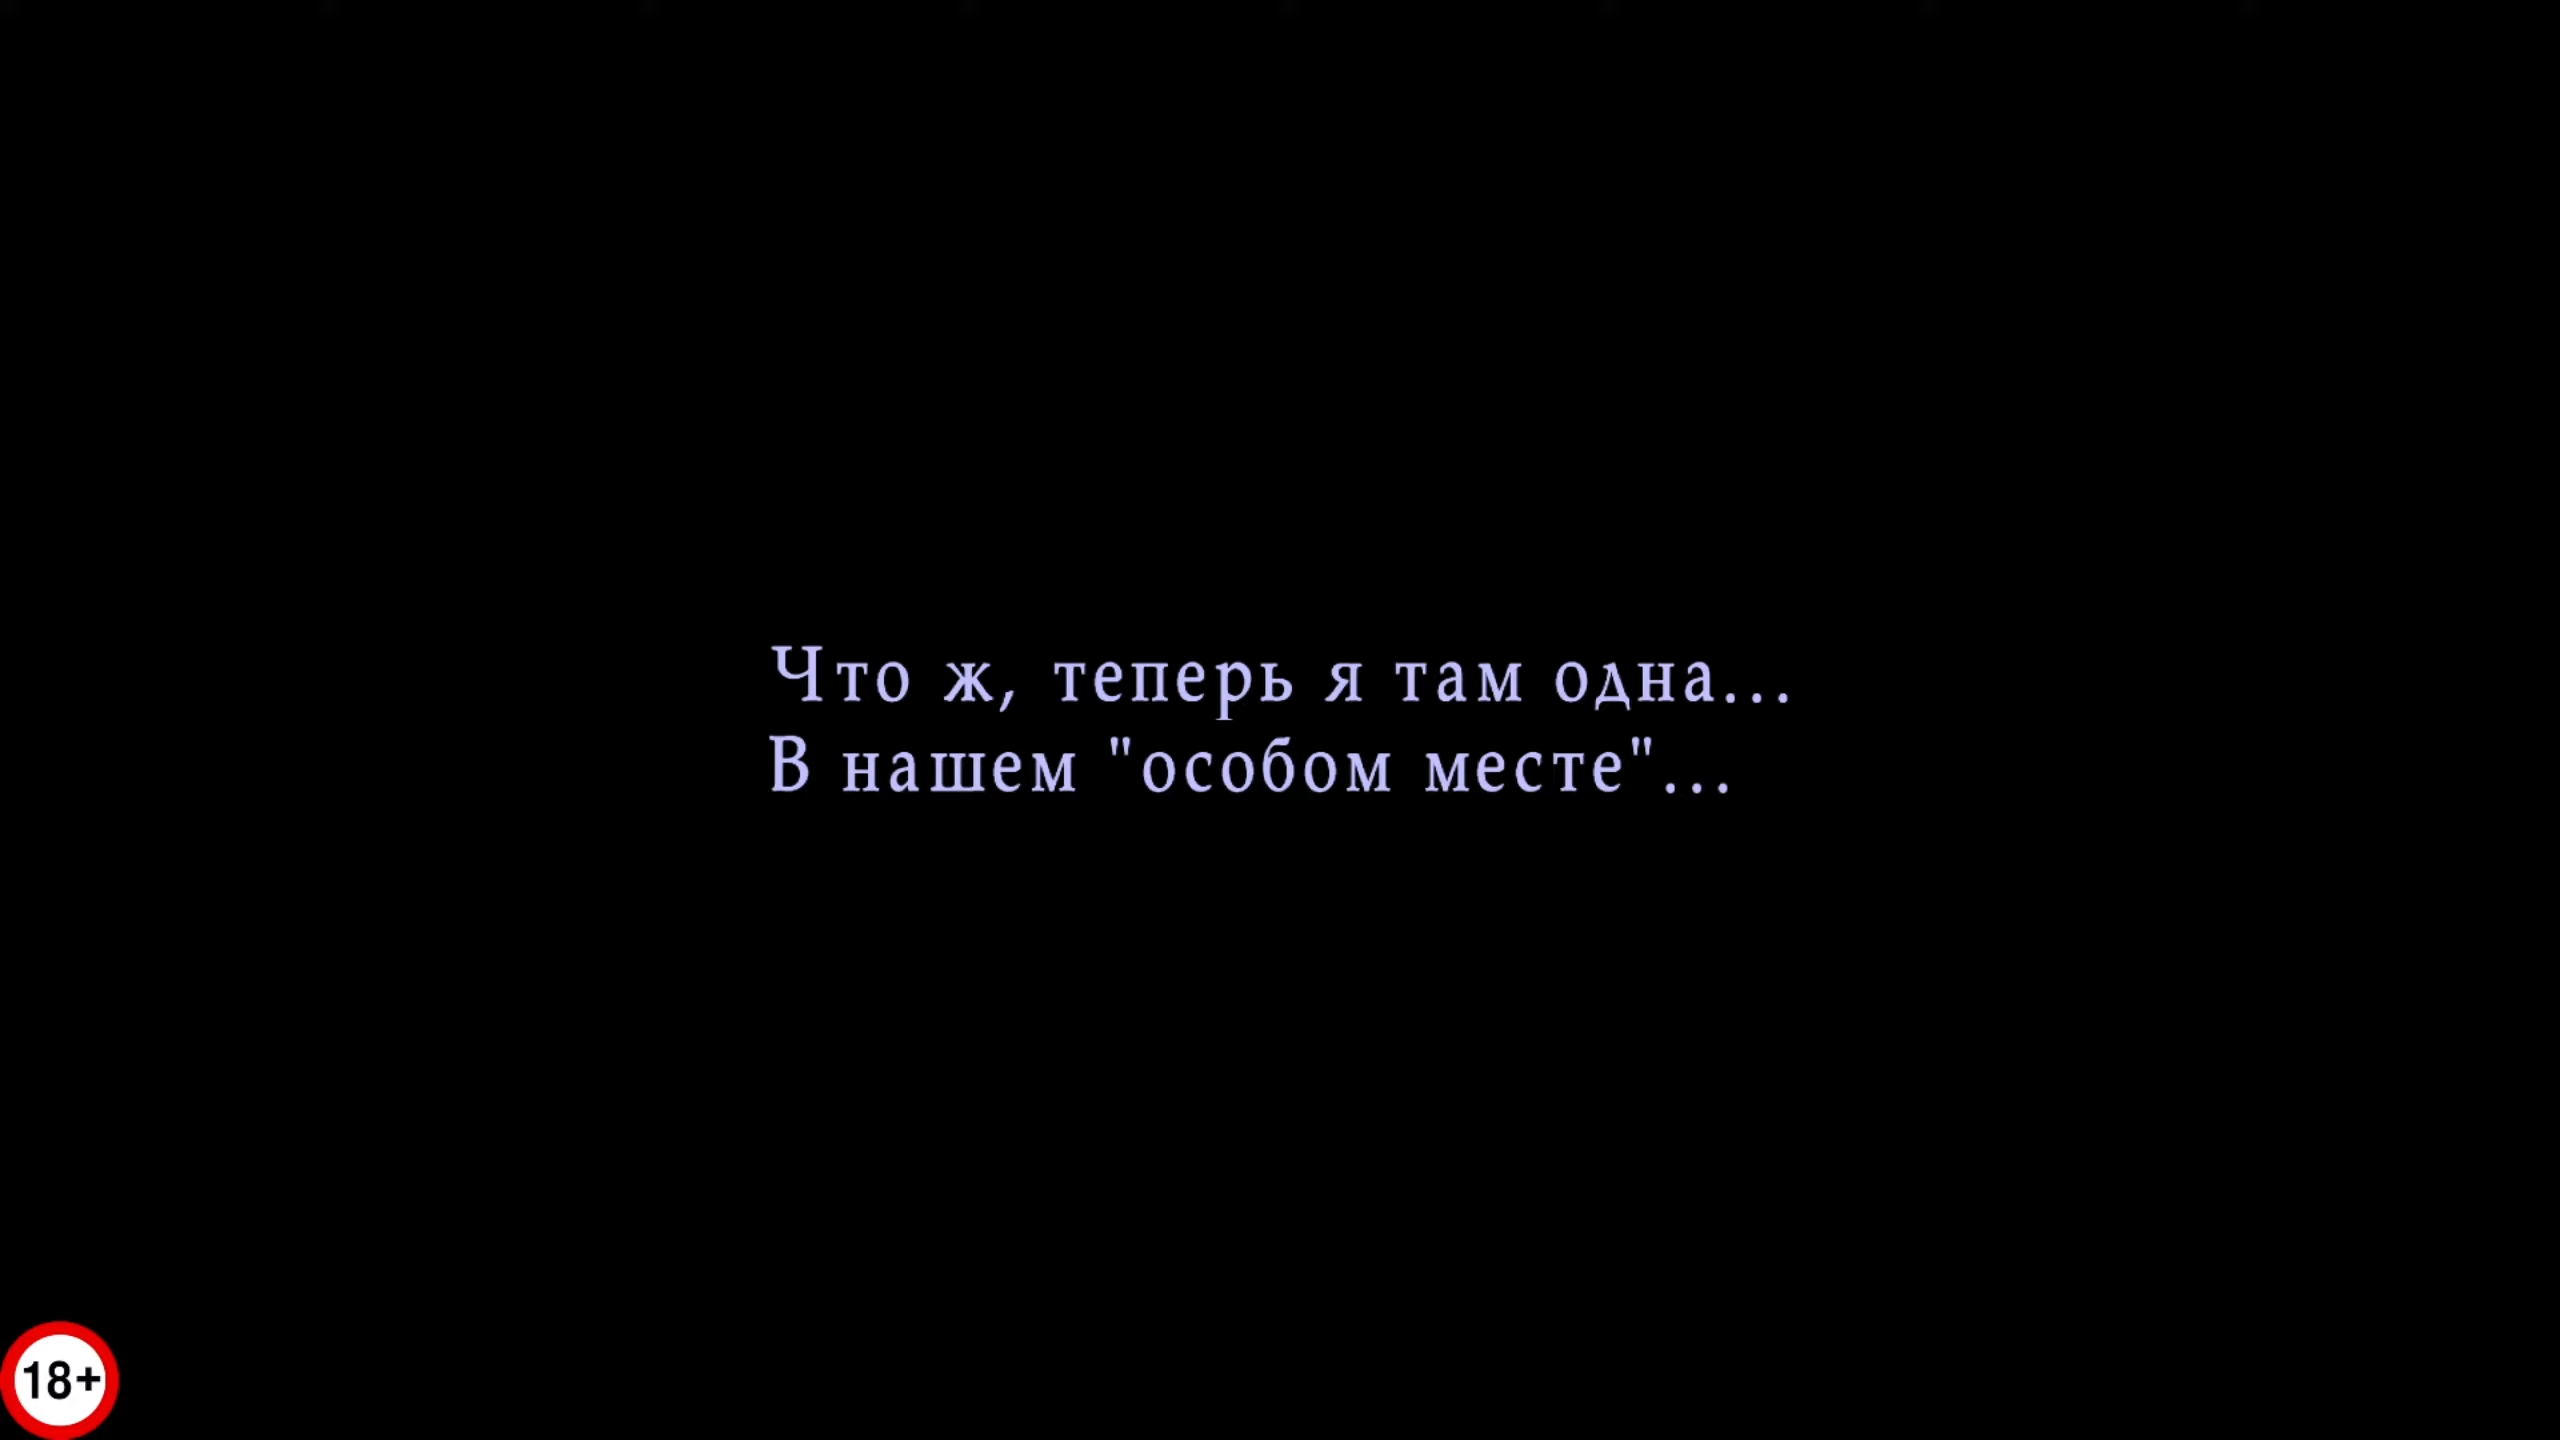 Что ж, теперь я там одна...
В нашем "особом месте"...
18+